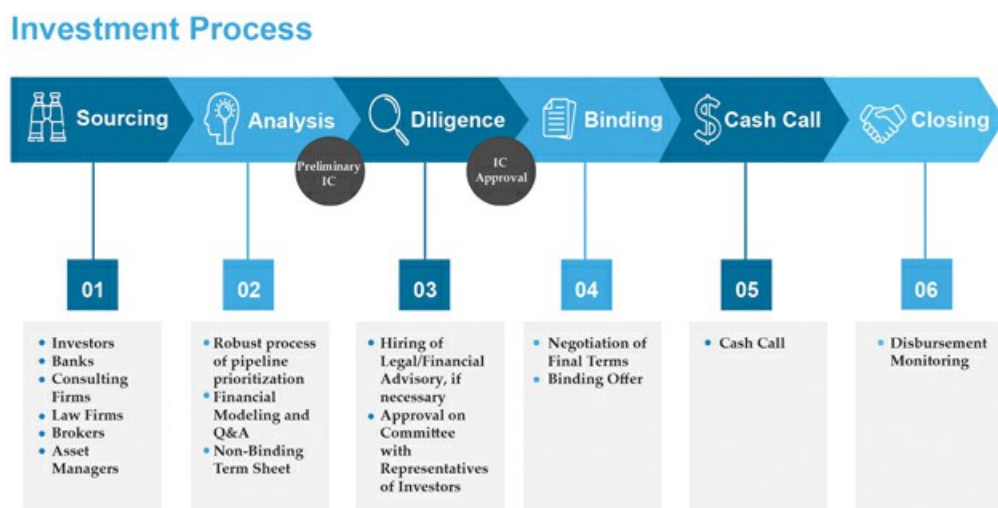 Investment Process
Sourcing
Analysis
Diligence
Binding
Cash Call
Closing
Preliminary
IC
IC
Approval
01
02
03
04
05
06
• Investors
• Banks
• Consulting
Firms
• Law Firms
• Brokers
• Asset
Managers
• Robust process
of pipeline
prioritization
• Financial
Modeling and
Q&A
• Non-Binding
Term Sheet
• Hiring of
Legal/Financial
Advisory, if
necessary
• Approval on
Committee
with
Representatives
of Investors
• Negotiation of
Final Terms
• Binding Offer
• Cash Call
• Disbursement
Monitoring